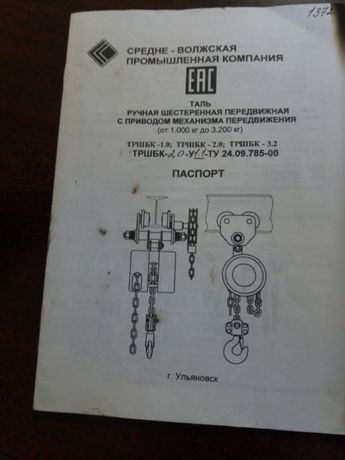 1372
СРЕДНЕ - ВОЛЖСКАЯ
ПРОМЫШЛЕННАЯ КОМПАНИЯ
ЕАС
ТАЛЬ
РУЧНАЯ ШЕСТЕРЕННАЯ ПЕРЕДВИЖНАЯ
С ПРИВОДОМ МЕХАНИЗМА ПЕРЕДВИЖЕНИЯ
(от 1.000 кг до 3.200 кг)
ТРШБК -1.0; ТРШБК - 2.0; ТРШБК - 3.2
ТРШБК-2,0-У1.1-ТУ 24.09.785-00
ПАСПОРТ
г. Ульяновск